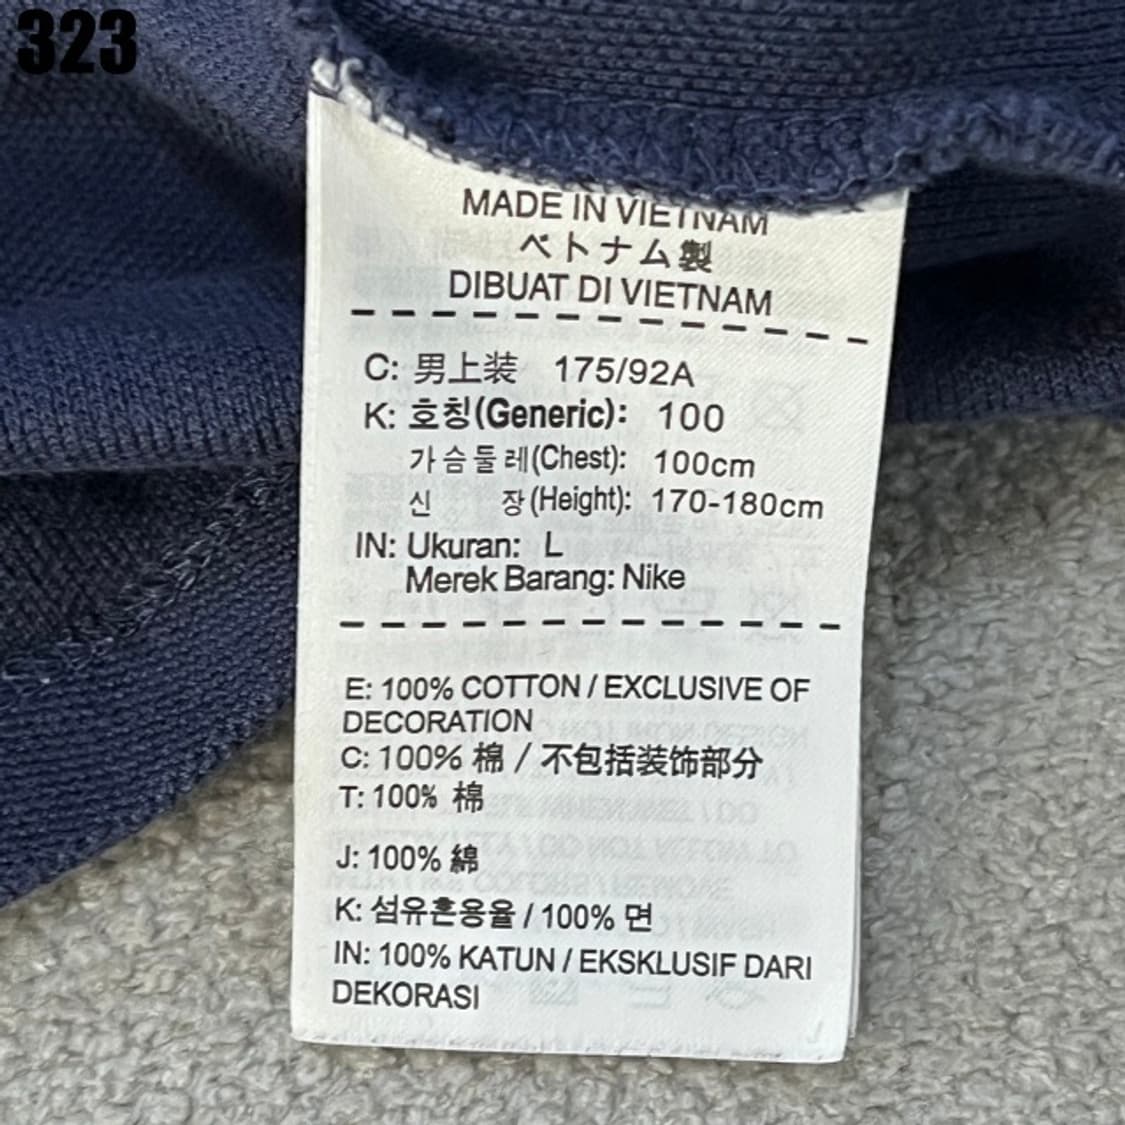 323
MADE IN VIETNAM
ベトナム製
DIBUAT DI VIETNAM
C: 男上装 175/92A
K: 호칭(Generic): 100
가슴둘레(Chest): 100cm
신 장(Height): 170-180cm
IN: Ukuran: L
Merek Barang: Nike
E: 100% COTTON / EXCLUSIVE OF
DECORATION
C: 100% 棉 / 不包括装饰部分
T: 100% 棉
J: 100% 綿
K: 섬유혼용율 / 100% 면
IN: 100% KATUN / EKSKLUSIF DARI
DEKORASI